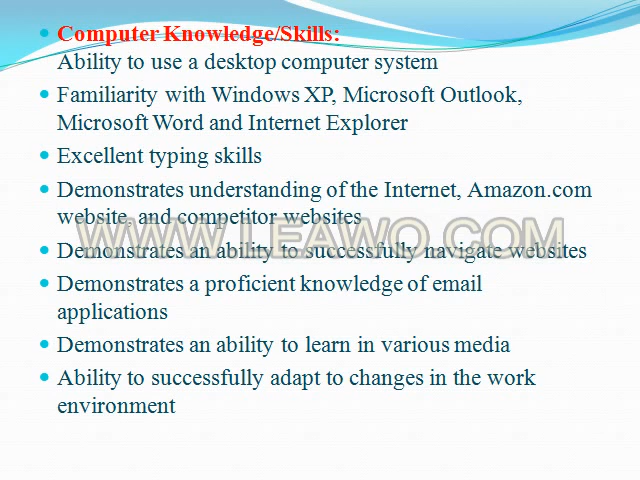 Computer Knowledge/Skills:
Ability to use a desktop computer system
Familiarity with Windows XP, Microsoft Outlook,
Microsoft Word and Internet Explorer
Excellent typing skills
Demonstrates understanding of the Internet, Amazon.com
website, and competitor websites
WWW.LEAWO.COM
Demonstrates an ability to successfully navigate websites
Demonstrates a proficient knowledge of email
applications
Demonstrates an ability to learn in various media
Ability to successfully adapt to changes in the work
environment